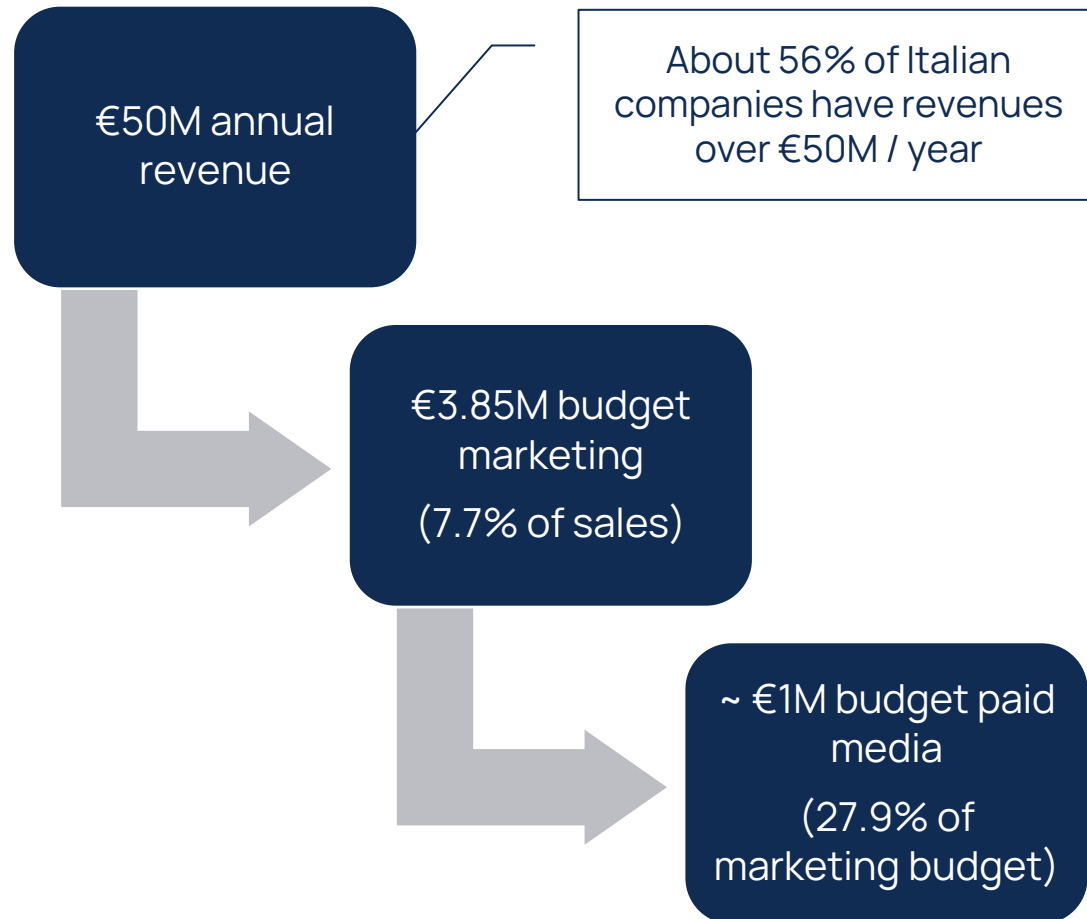 €50M annual
revenue
About 56% of Italian
companies have revenues
over €50M / year
€3.85M budget
marketing
(7.7% of sales)
~ €1M budget paid
media
(27.9% of
marketing budget)